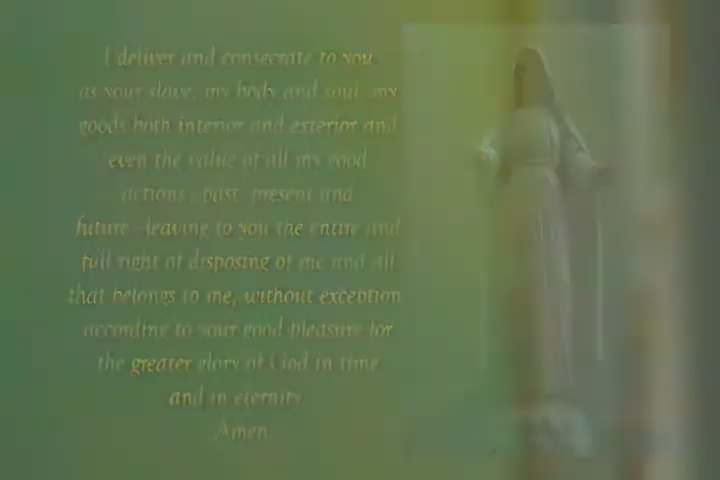 I deliver and consecrate to you,
as your slave, my body and soul, my
goods both interior and exterior and
even the value of all my good
actions - past, present and
future - leaving to you the entire and
full right of disposing of me and all
that belongs to me, without exception
according to your good pleasure for
the greater glory of God in time
and in eternity.
Amen